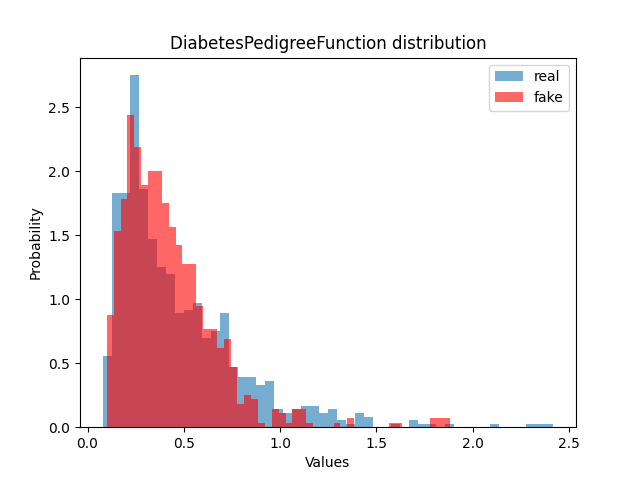 DiabetesPedigreeFunction distribution
real
fake
Probability
2.5
2.0
1.5
1.0
0.5
0.0
0.0 0.5 1.0 1.5 2.0 2.5
Values